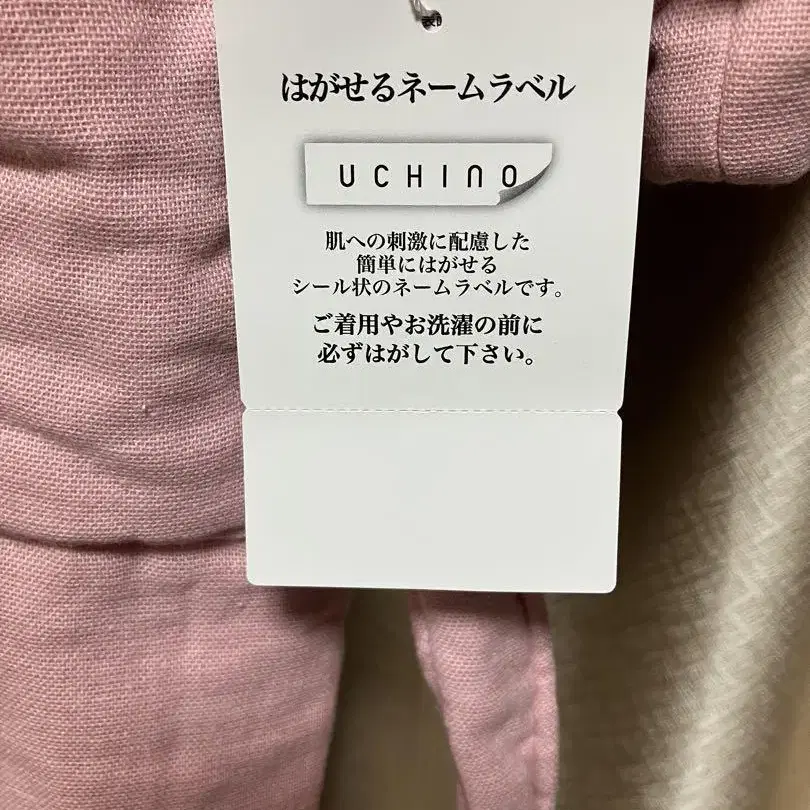 はがせるネームラベル
UCHINO
肌への刺激に配慮した
簡単にはがせる
シール状のネームラベルです。
ご着用やお洗濯の前に
必ずはがして下さい。